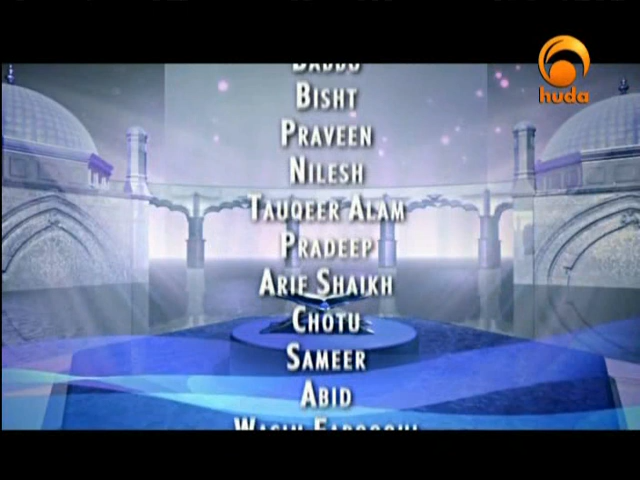 huda
Bisht
Praveen
Nilesh
Tauqeer Alam
Pradeep
Arif Shaikh
Chotu
Sameer
Abid